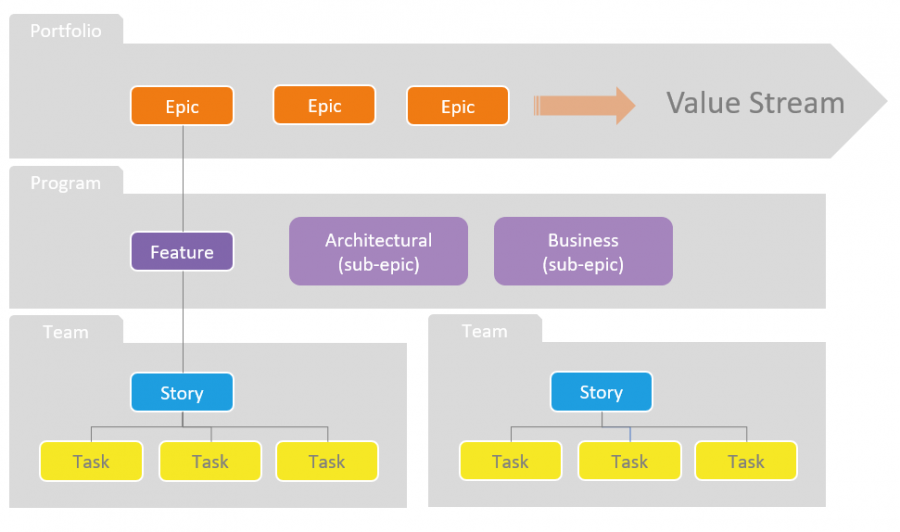 Portfolio
Epic
Epic
Epic
Value Stream
Program
Feature
Architectural
(sub-epic)
Business
(sub-epic)
Team
Team
Story
Story
Task
Task
Task
Task
Task
Task